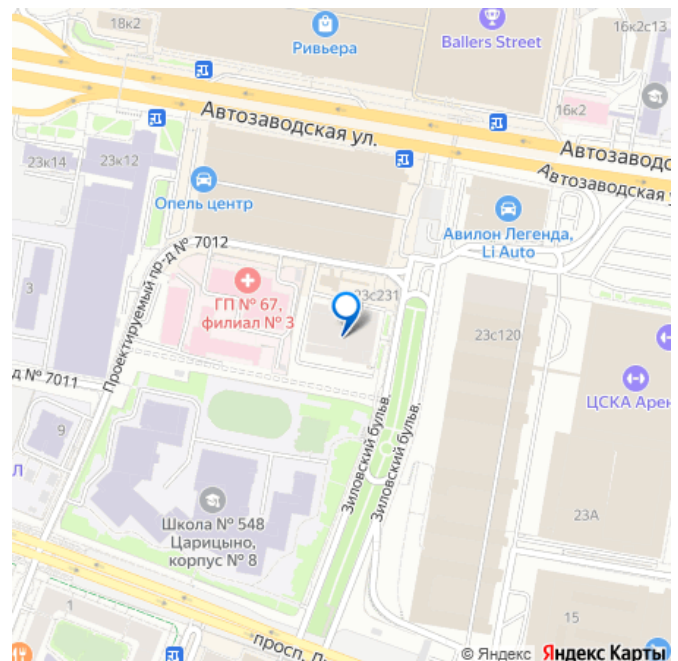 18к2
Ривьера
Ballers Street
16к2с13
16к2
Автозаводская ул.
Автозаводс
Автозаводская у
23к14
23к12
Опель центр
Авилон Легенда,
Li Auto
Проектируемый пр-д № 7012
3
ГП № 67,
филиал № 3
23с231
23с120
ЦСКА Арен
д № 7011
9
Л
Зиловский бульв.
Зиловский бульв.
Школа № 548
Царицыно,
корпус № 8
23А
1
15
просп. Л
© Яндекс Яндекс Карты